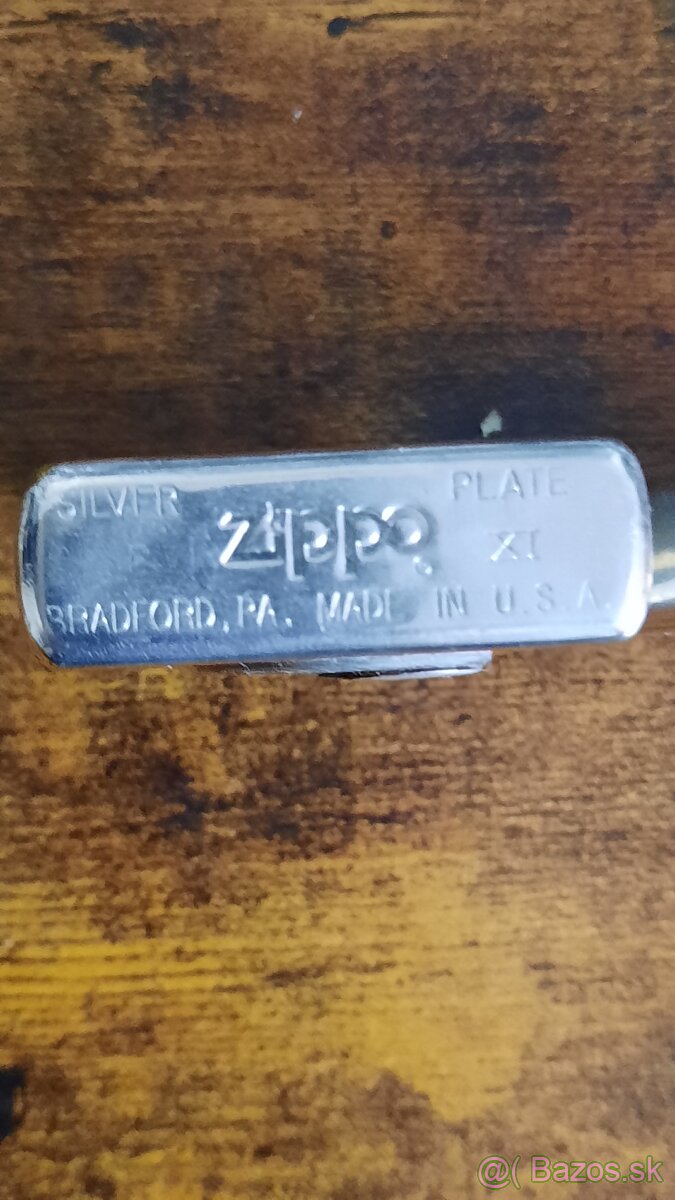 SILVER PLATE
zippo
XI
BRADFORD, PA. MADE IN U.S.A.
@( Bazos.sk